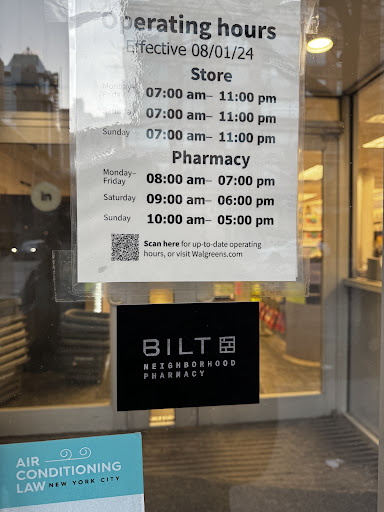 Operating hours
Effective 08/01/24
Store
Monday–
Friday 07:00 am– 11:00 pm
07:00 am– 11:00 pm
Sunday 07:00 am– 11:00 pm
Pharmacy
Monday–
Friday 08:00 am– 07:00 pm
Saturday 09:00 am– 06:00 pm
Sunday 10:00 am– 05:00 pm
Scan here for up-to-date operating
hours, or visit Walgreens.com
BILT
NEIGHBORHOOD
PHARMACY
AIR
CONDITIONING
LAW NEW YORK CITY